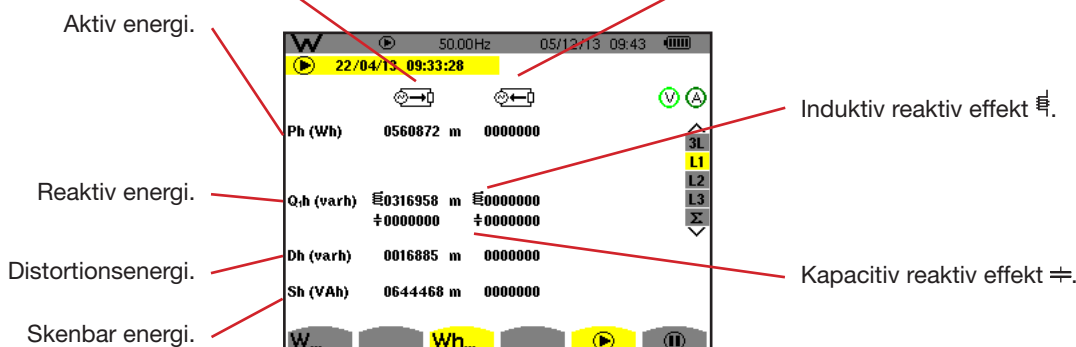 Aktiv energi.
W 50.00Hz 05/12/13 09:43
22/04/13 09:33:28
V A
Induktiv reaktiv effekt.
Ph (Wh) 0560872 m 0000000
3L
L1
L2
Reaktiv energi.
Q₁h (varh) 0316958 m 0000000
L3
0000000 0000000
Σ
Dh (varh) 0016885 m 0000000
Distortionsenergi.
Kapacitiv reaktiv effekt.
Sh (VAh) 0644468 m 0000000
Skenbar energi.
W... Wh...